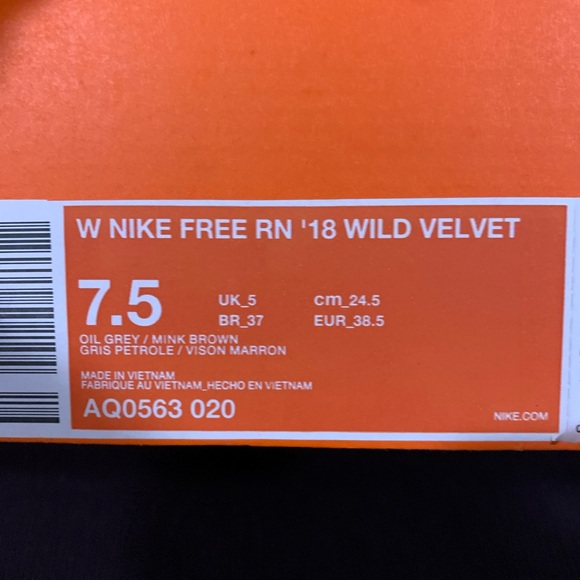 W NIKE FREE RN '18 WILD VELVET
7.5 UK_5 cm_24.5
BR_37 EUR_38.5
OIL GREY / MINK BROWN
GRIS PETROLE / VISON MARRON
MADE IN VIETNAM
FABRIQUE AU VIETNAM_HECHO EN VIETNAM
AQ0563 020
NIKE.COM